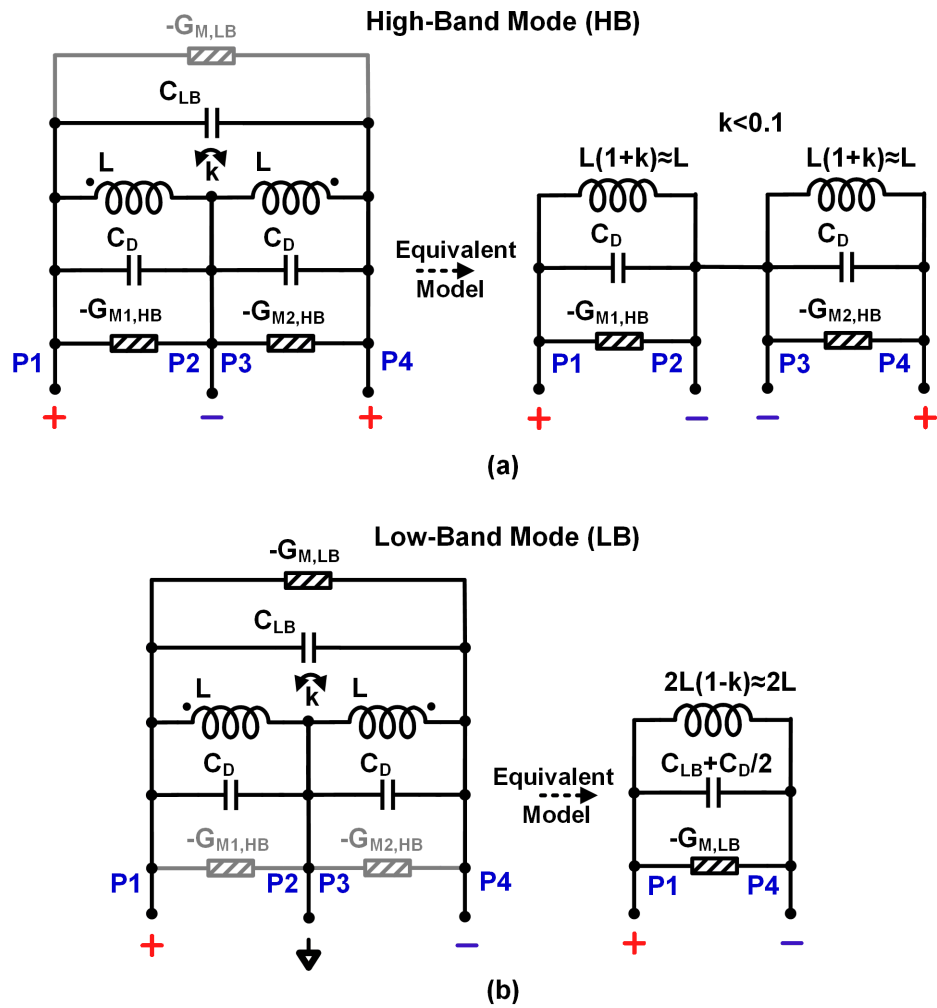 High-Band Mode (HB)
-G_M,LB
C_LB
k<0.1
L
k
L
L(1+k)≈L
L(1+k)≈L
C_D
C_D
C_D
C_D
Equivalent
Model
-G_M1,HB
-G_M2,HB
-G_M1,HB
-G_M2,HB
P1
P2
P3
P4
P1
P2
P3
P4
+
−
+
+
−
−
+
(a)
Low-Band Mode (LB)
-G_M,LB
C_LB
L
k
L
2L(1-k)≈2L
C_D
C_D
C_LB+C_D/2
Equivalent
Model
-G_M1,HB
-G_M2,HB
-G_M,LB
P1
P2
P3
P4
P1
P4
+
−
+
−
(b)